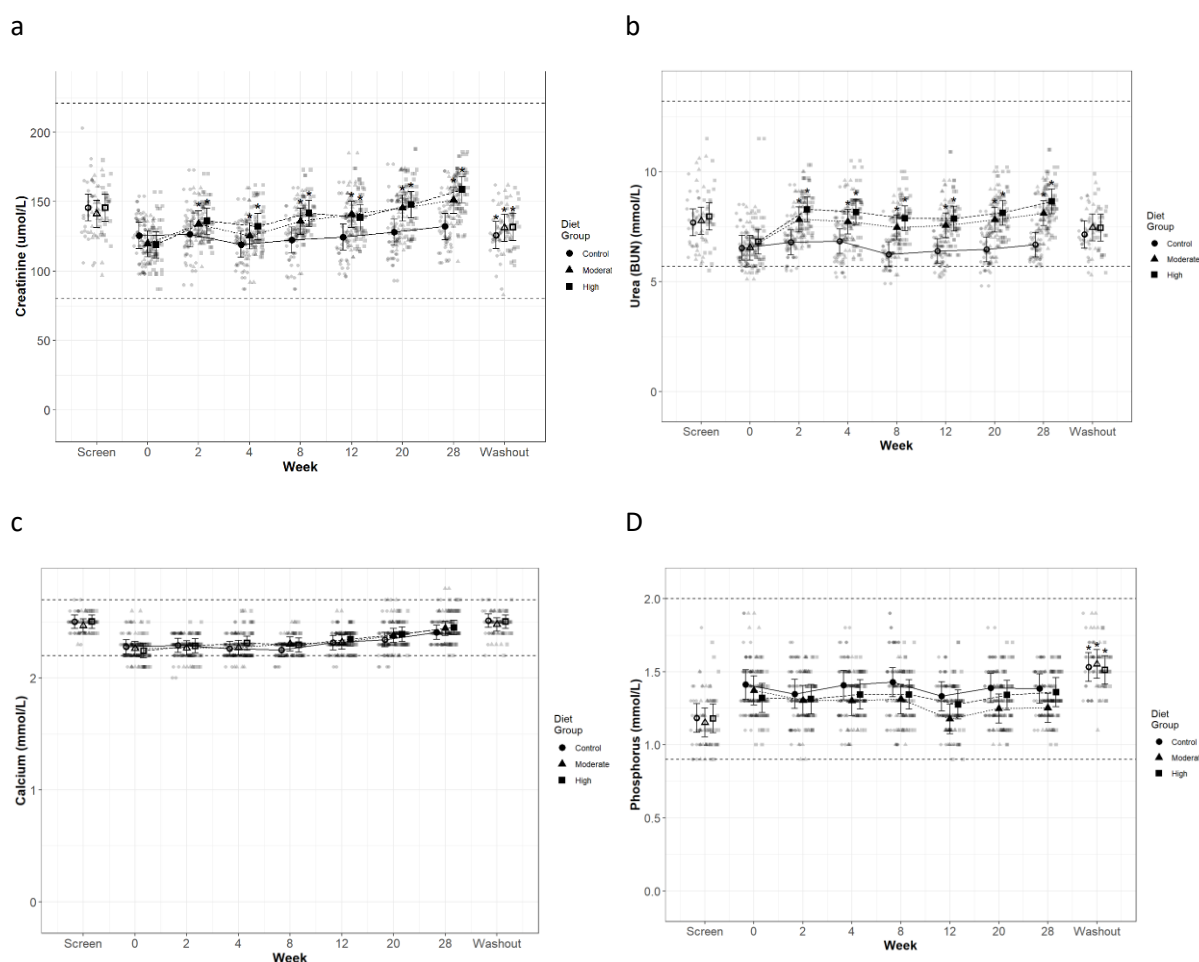 a
200
150
100
50
0
Creatinine (umol/L)
Screen 0 2 4 8 12 20 28 Washout
Week
Diet
Group
Control
Moderat
High
b
10
5
0
Urea (BUN) (mmol/L)
Screen 0 2 4 8 12 20 28 Washout
Week
Diet
Group
Control
Moderate
High
c
2
1
0
Calcium (mmol/L)
Screen 0 2 4 8 12 20 28 Washout
Week
Diet
Group
Control
Moderate
High
D
2.0
1.5
1.0
0.5
0.0
Phosphorus (mmol/L)
Screen 0 2 4 8 12 20 28 Washout
Week
Diet
Group
Control
Moderat
High